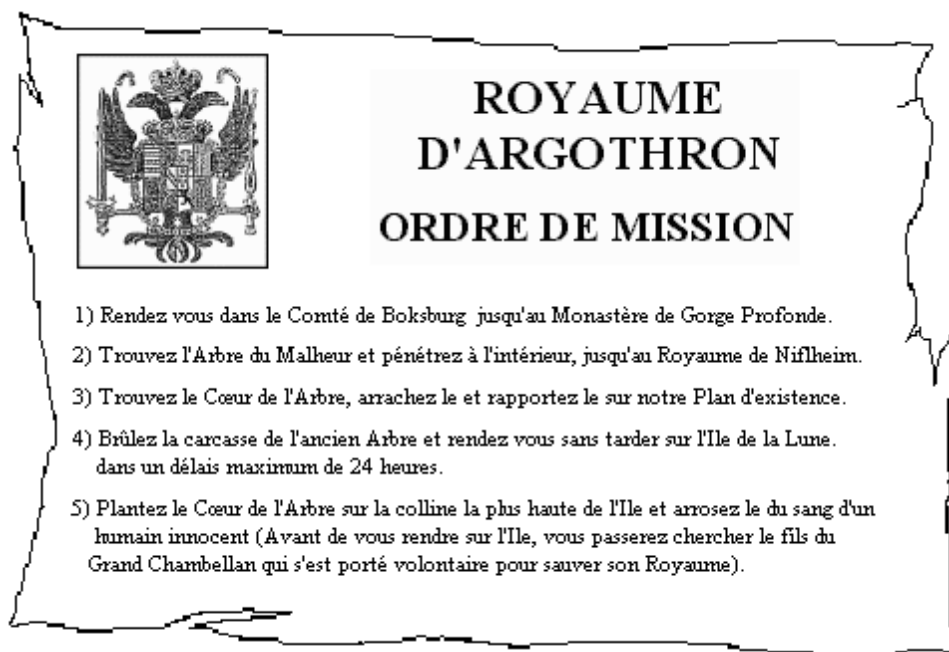 ROYAUME
D'ARGOTHRON
ORDRE DE MISSION
1) Rendez vous dans le Comté de Boksburg jusqu'au Monastère de Gorge Profonde.
2) Trouvez l'Arbre du Malheur et pénétrez à l'intérieur, jusqu'au Royaume de Niflheim.
3) Trouvez le Cœur de l'Arbre, arrachez le et rapportez le sur notre Plan d'existence.
4) Brûlez la carcasse de l'ancien Arbre et rendez vous sans tarder sur l'Ile de la Lune.
dans un délais maximum de 24 heures.
5) Plantez le Cœur de l'Arbre sur la colline la plus haute de l'Ile et arrosez le du sang d'un
humain innocent (Avant de vous rendre sur l'Ile, vous passerez chercher le fils du
Grand Chambellan qui s'est porté volontaire pour sauver son Royaume).